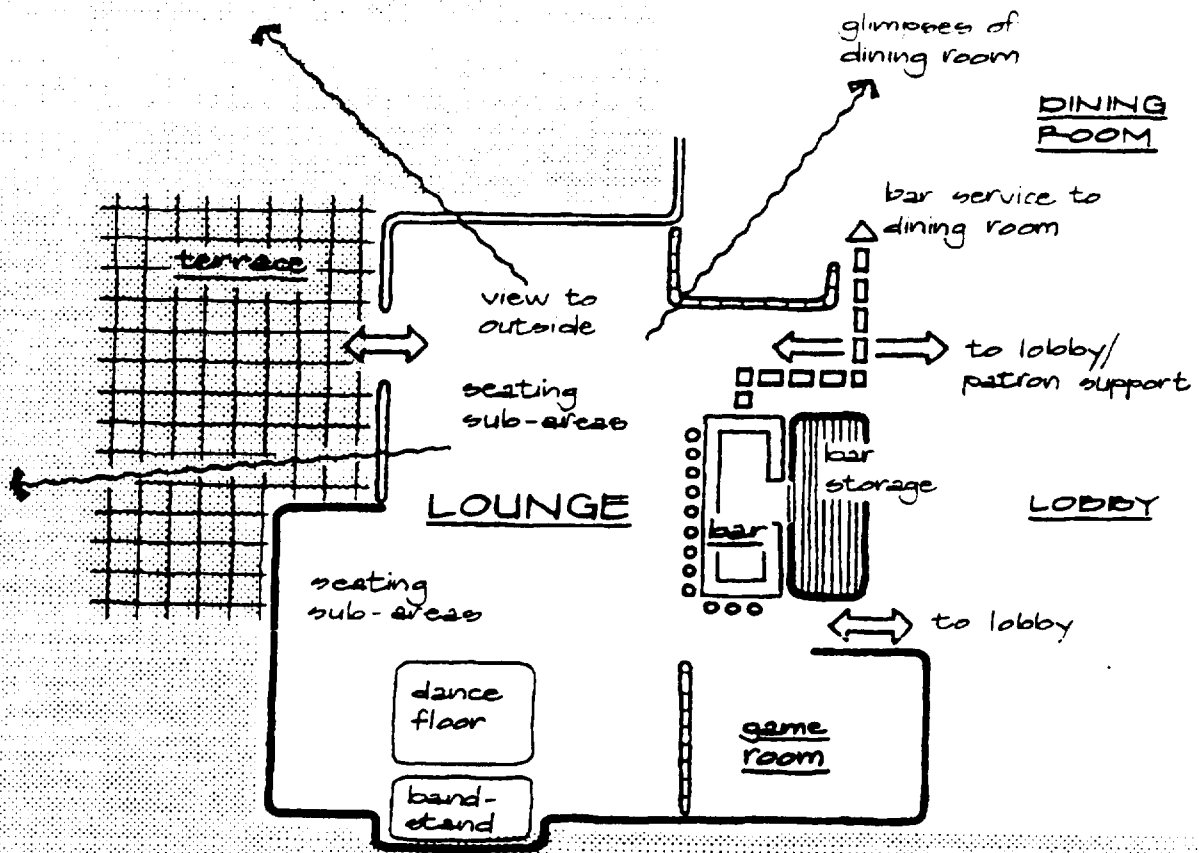 glimpses of
dining room
DINING
ROOM
bar service to
dining room
terrace
view to
outside
to lobby/
patron support
seating
sub-areas
bar
storage
LOUNGE
bar
LOBBY
seating
sub-areas
to lobby
dance
floor
game
room
band-
stand